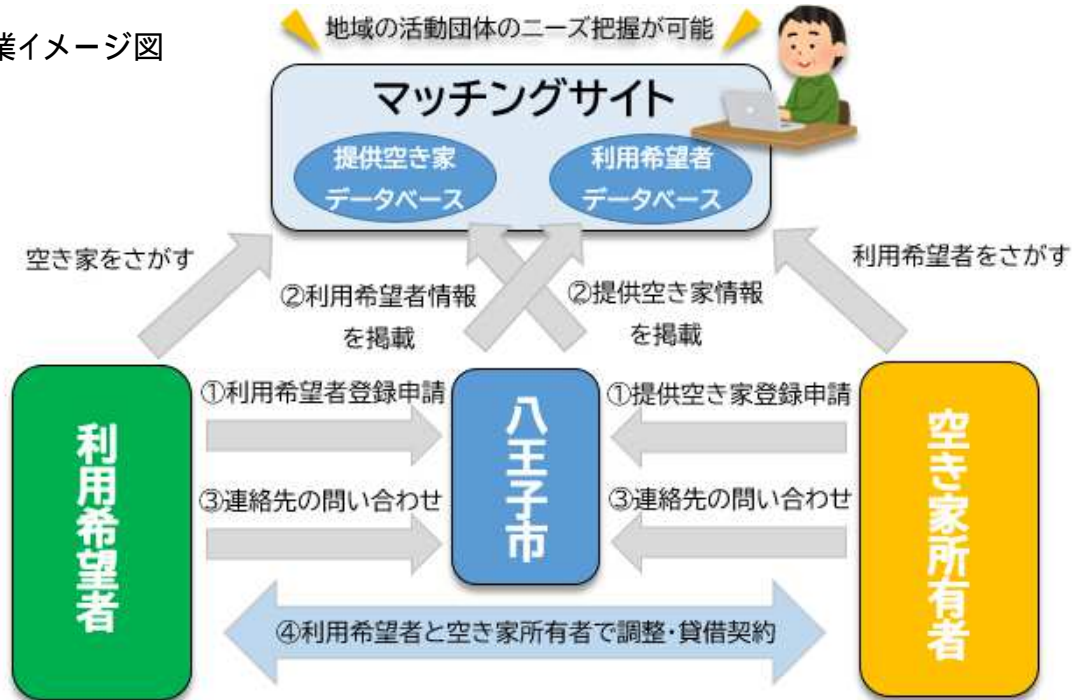 業イメージ図
地域の活動団体のニーズ把握が可能
マッチングサイト
提供空き家
データベース
利用希望者
データベース
空き家をさがす
利用希望者をさがす
②利用希望者情報
を掲載
②提供空き家情報
を掲載
利用希望者
①利用希望者登録申請
八王子市
①提供空き家登録申請
空き家所有者
③連絡先の問い合わせ
③連絡先の問い合わせ
④利用希望者と空き家所有者で調整・貸借契約